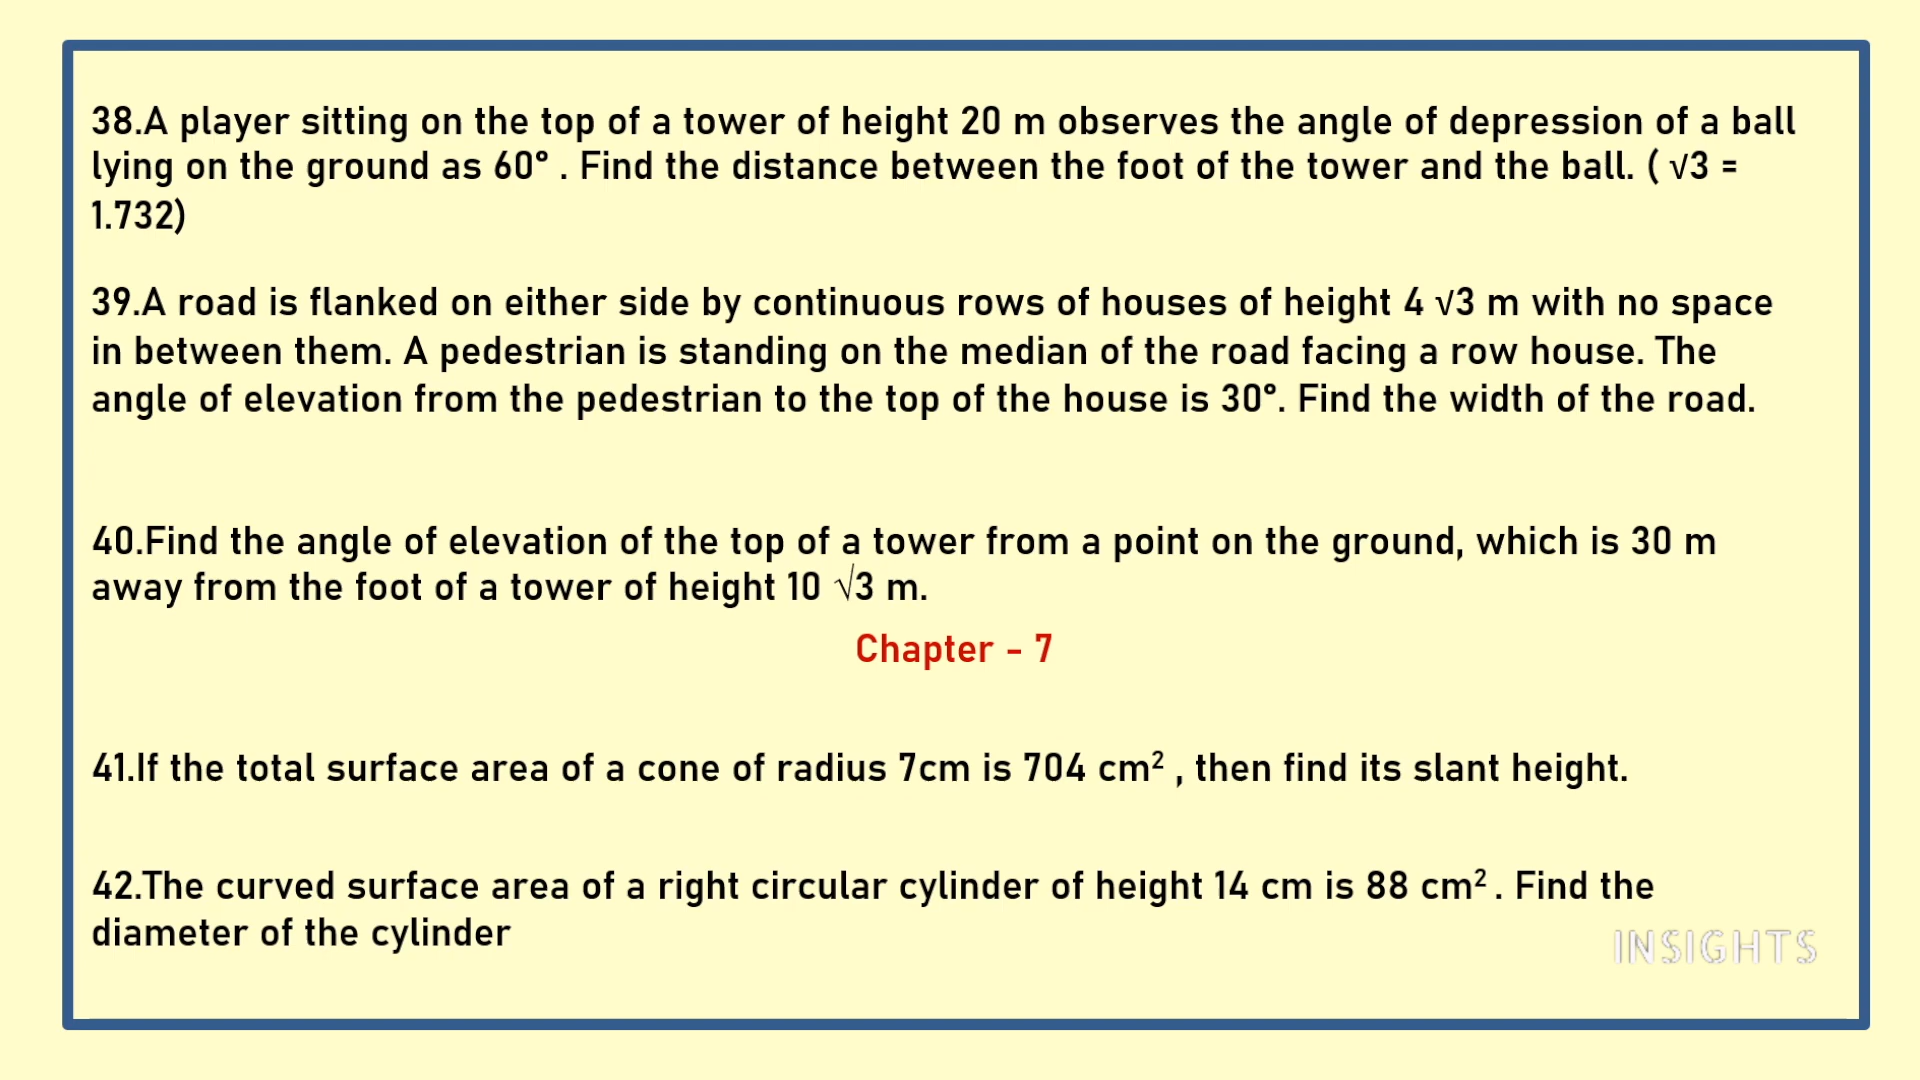 38.A player sitting on the top of a tower of height 20 m observes the angle of depression of a ball
lying on the ground as 60° . Find the distance between the foot of the tower and the ball. ( √3 =
1.732)
39.A road is flanked on either side by continuous rows of houses of height 4 √3 m with no space
in between them. A pedestrian is standing on the median of the road facing a row house. The
angle of elevation from the pedestrian to the top of the house is 30°. Find the width of the road.
40.Find the angle of elevation of the top of a tower from a point on the ground, which is 30 m
away from the foot of a tower of height 10 √3 m.
Chapter - 7
41.If the total surface area of a cone of radius 7cm is 704 cm² , then find its slant height.
42.The curved surface area of a right circular cylinder of height 14 cm is 88 cm² . Find the
diameter of the cylinder
INSIGHTS